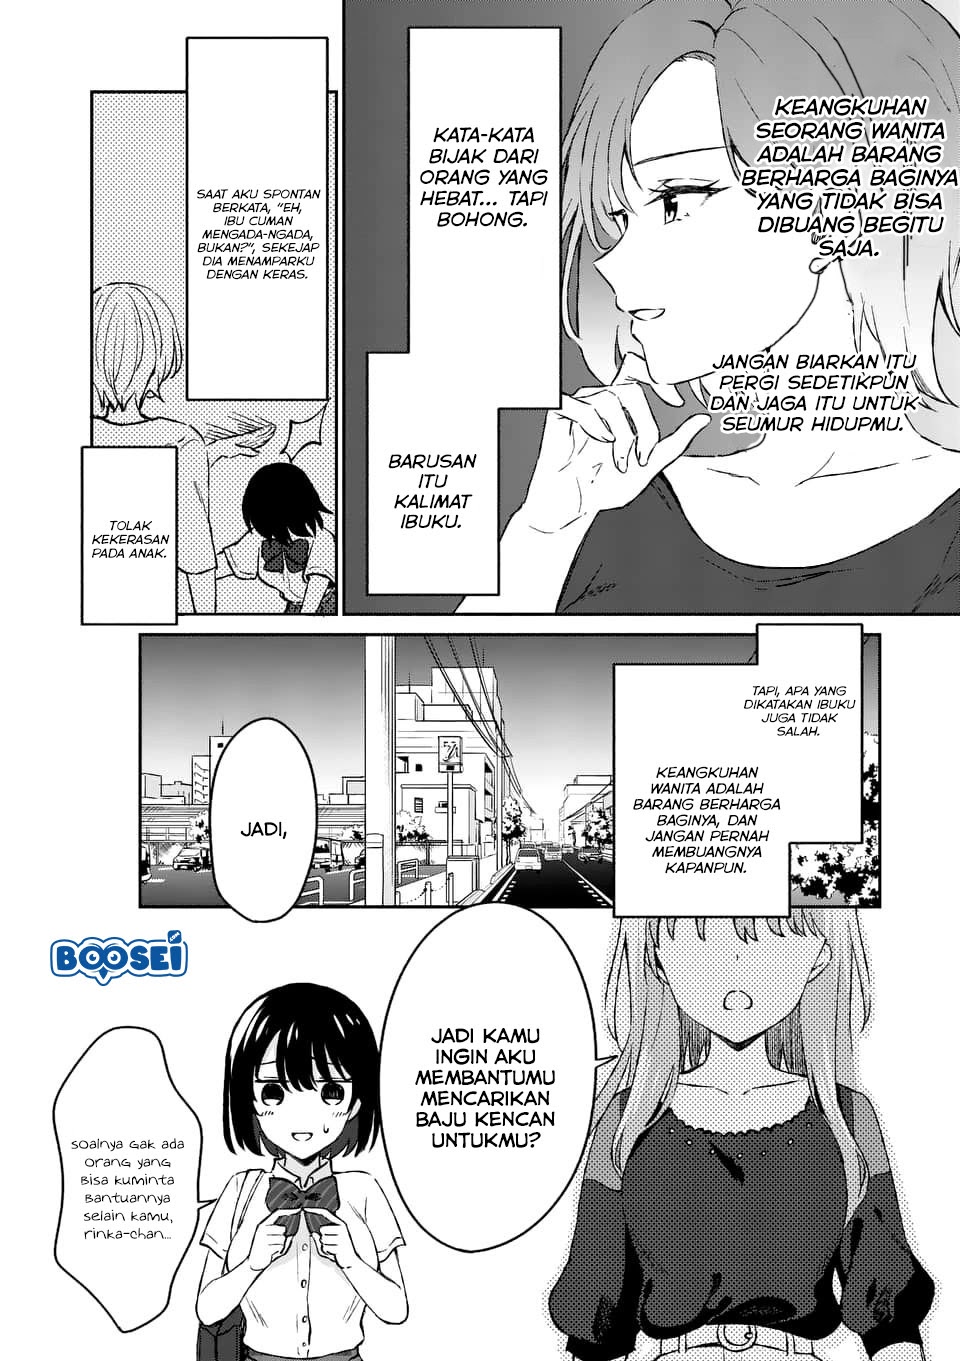 KEANGKUHAN
SEORANG WANITA
ADALAH BARANG
BERHARGA BAGINYA
YANG TIDAK BISA
DIBUANG BEGITU
SAJA.
JANGAN BIARKAN ITU
PERGI SEDETIKPUN
DAN JAGA ITU UNTUK
SEUMUR HIDUPMU.
KATA-KATA
BIJAK DARI
ORANG YANG
HEBAT... TAPI
BOHONG.
BARUSAN
ITU
KALIMAT
IBUKU.
SAAT AKU SPONTAN
BERKATA, "EH,
IBU CUMAN
MENGADA-NGADA,
BUKAN?", SEKEJAP
DIA MENAMPARKU
DENGAN KERAS.
TOLAK
KEKERASAN
PADA ANAK.
TAPI, APA YANG
DIKATAKAN IBUKU
JUGA TIDAK
SALAH.
KEANGKUHAN
WANITA ADALAH
BARANG BERHARGA
BAGINYA, DAN
JANGAN PERNAH
MEMBUANGNYA
KAPANPUN.
JADI,
JADI KAMU
INGIN AKU
MEMBANTUMU
MENCARIKAN
BAJU KENCAN
UNTUKMU?
BOOSEI
.com
soalnya gak ada
orang yang
bisa kuminta
bantuannya
selain kamu,
rinka-chan...